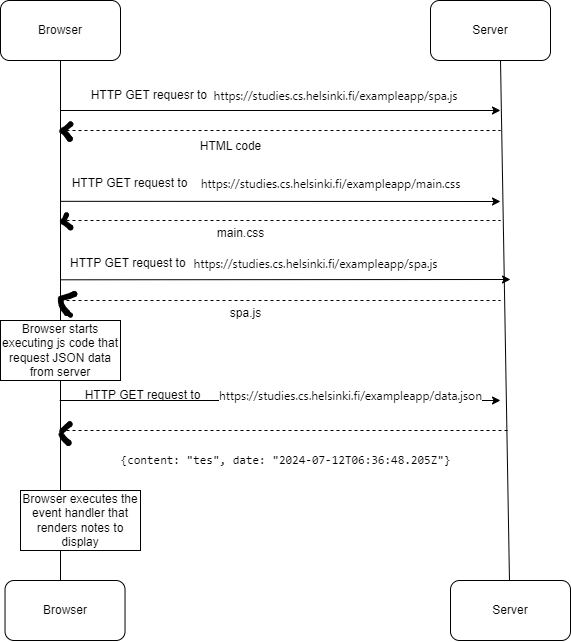 Browser
Server
HTTP GET requesr to https://studies.cs.helsinki.fi/exampleapp/spa.js
HTML code
HTTP GET request to https://studies.cs.helsinki.fi/exampleapp/main.css
main.css
HTTP GET request to https://studies.cs.helsinki.fi/exampleapp/spa.js
spa.js
Browser starts
executing js code that
request JSON data
from server
HTTP GET request to https://studies.cs.helsinki.fi/exampleapp/data.json
{content: "tes", date: "2024-07-12T06:36:48.205Z"}
Browser executes the
event handler that
renders notes to
display
Browser
Server